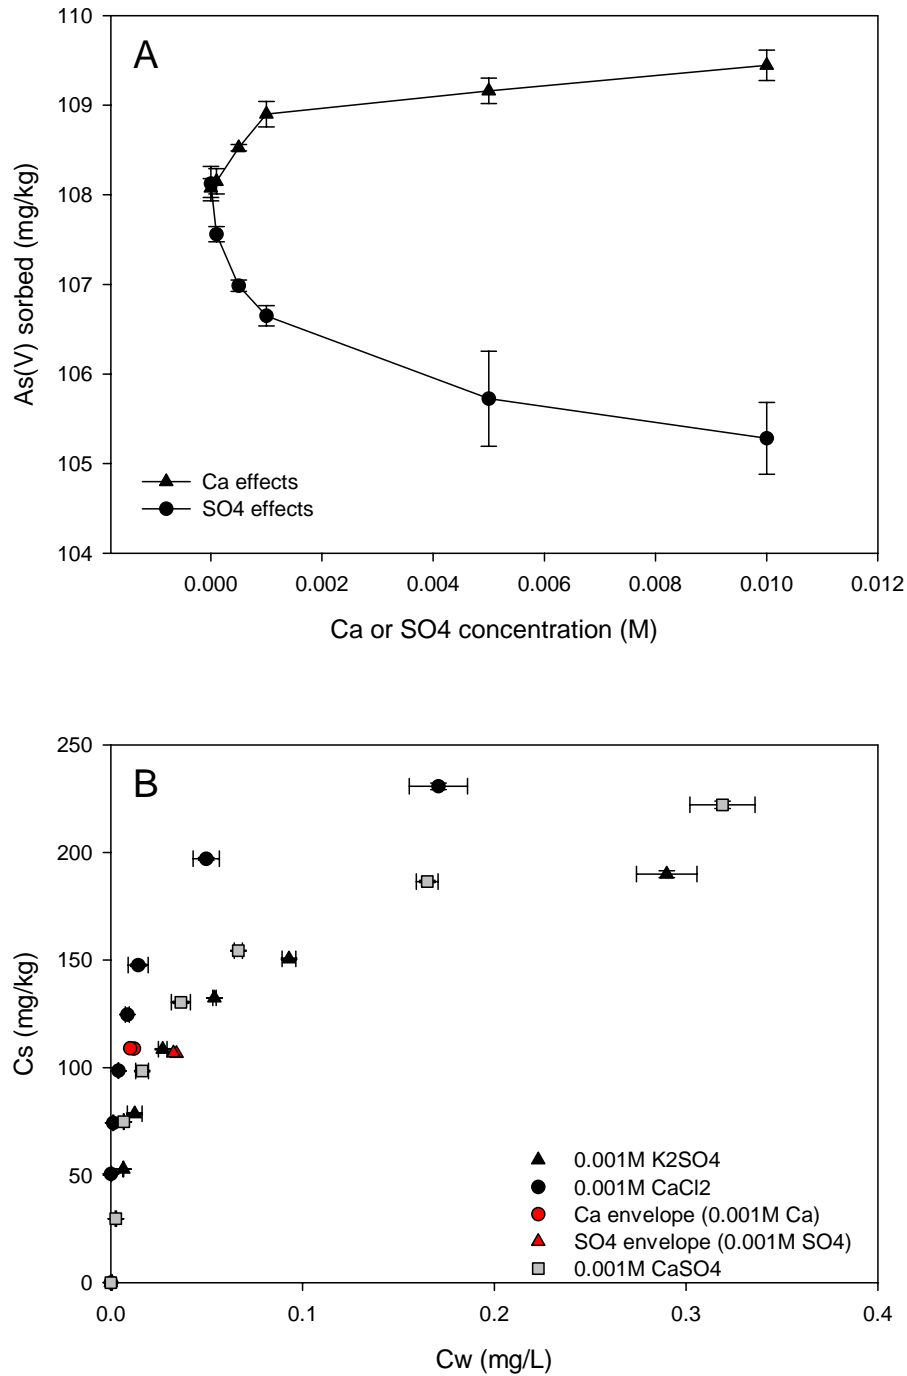 A
110
109
108
107
106
105
104
As(V) sorbed (mg/kg)
Ca effects
SO4 effects
0.000 0.002 0.004 0.006 0.008 0.010 0.012
Ca or SO4 concentration (M)
B
250
200
150
100
50
0
Cs (mg/kg)
0.001M K2SO4
0.001M CaCl2
Ca envelope (0.001M Ca)
SO4 envelope (0.001M SO4)
0.001M CaSO4
0.0 0.1 0.2 0.3 0.4
Cw (mg/L)